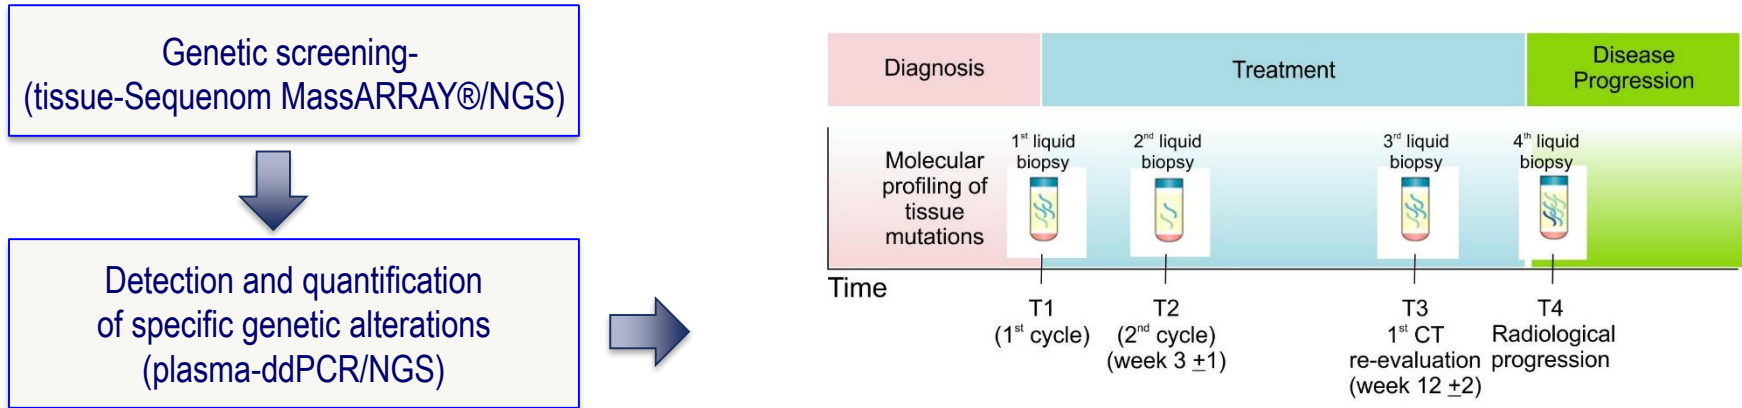 Genetic screening-
(tissue-Sequenom MassARRAY®/NGS)
Detection and quantification
of specific genetic alterations
(plasma-ddPCR/NGS)
Diagnosis
Treatment
Disease
Progression
Molecular
profiling of
tissue
mutations
1st liquid
biopsy
2nd liquid
biopsy
3rd liquid
biopsy
4th liquid
biopsy
Time
T1
(1st cycle)
T2
(2nd cycle)
(week 3 ±1)
T3
1st CT
re-evaluation
(week 12 ±2)
T4
Radiological
progression